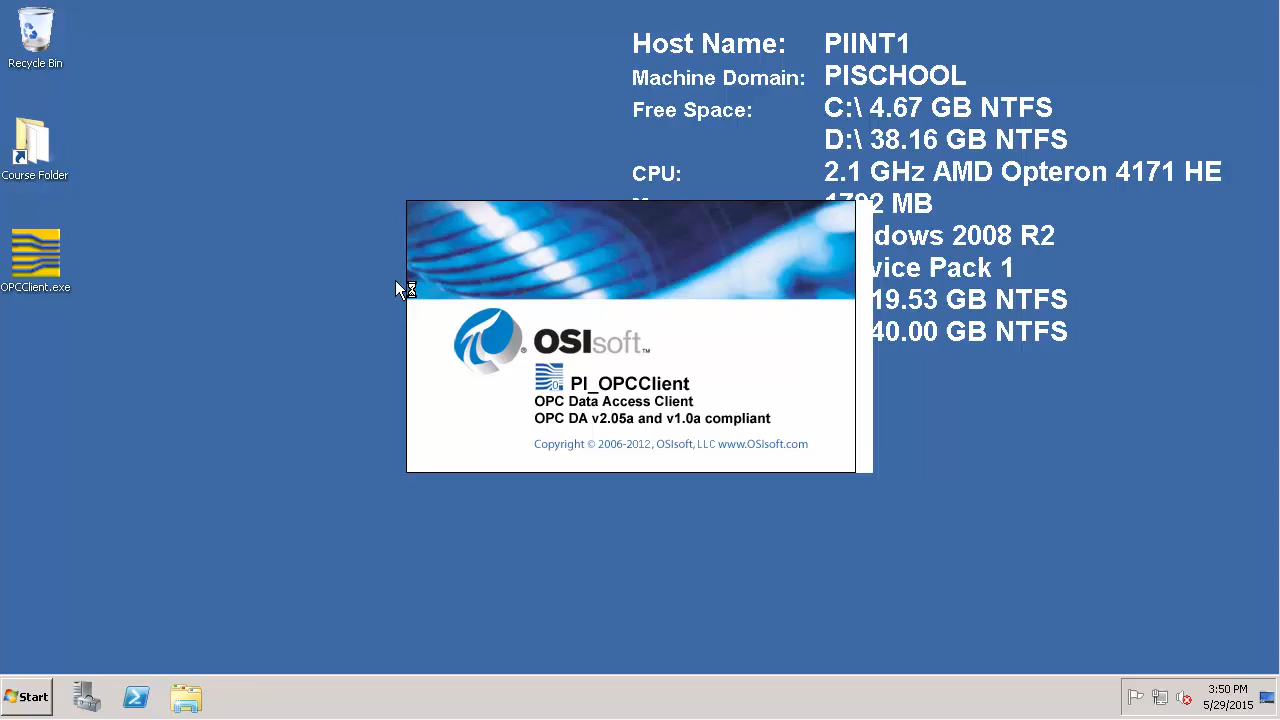 Recycle Bin
Course Folder
OPCClient.exe
Host Name: PIINT1
Machine Domain: PISCHOOL
Free Space: C:\ 4.67 GB NTFS
D:\ 38.16 GB NTFS
CPU: 2.1 GHz AMD Opteron 4171 HE
1792 MB
dows 2008 R2
vice Pack 1
19.53 GB NTFS
40.00 GB NTFS
OSIsoft®™
PI_OPCClient
OPC Data Access Client
OPC DA v2.05a and v1.0a compliant
Copyright © 2006-2012, OSIsoft, LLC www.OSIsoft.com
Start
3:50 PM
5/29/2015